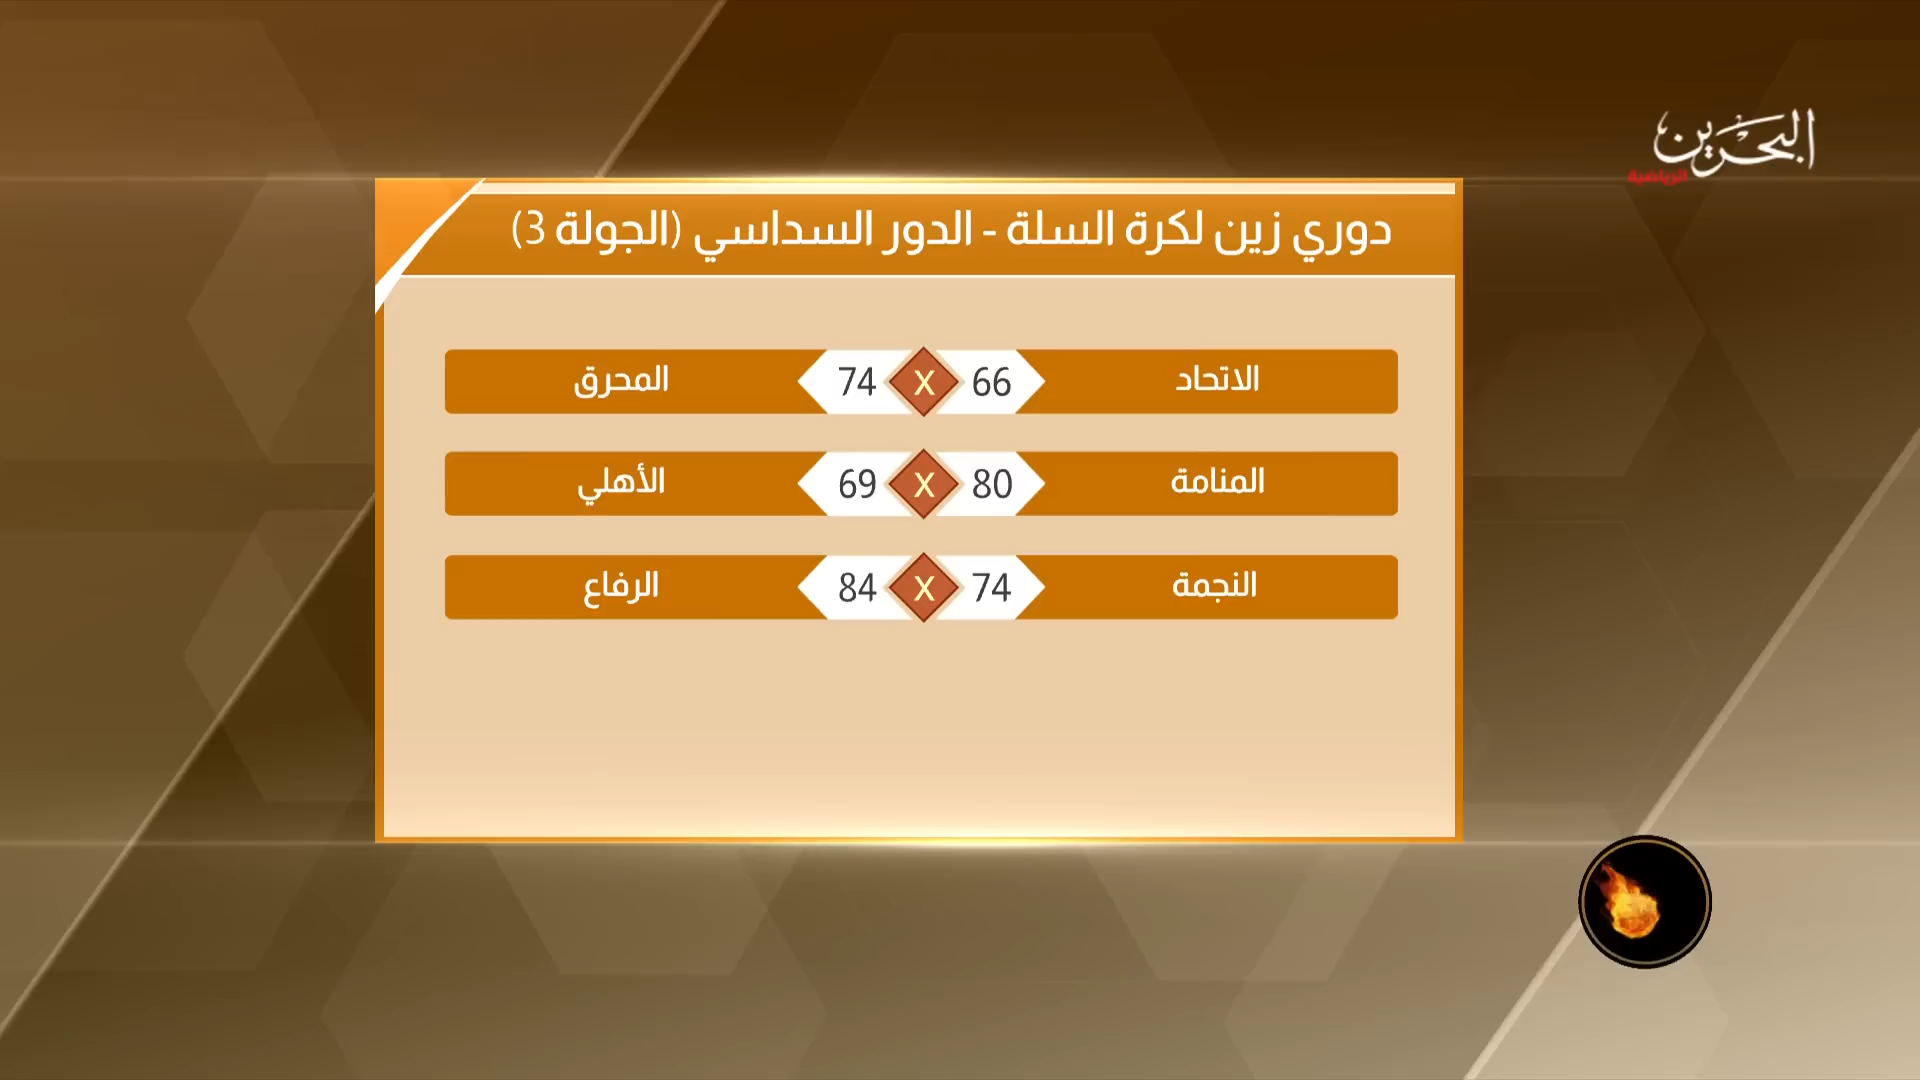 البحرين
الرياضية
دوري زين لكرة السلة - الدور السداسي (الجولة 3)
الاتحاد 66 X 74 المحرق
المنامة 80 X 69 الأهلي
النجمة 74 X 84 الرفاع